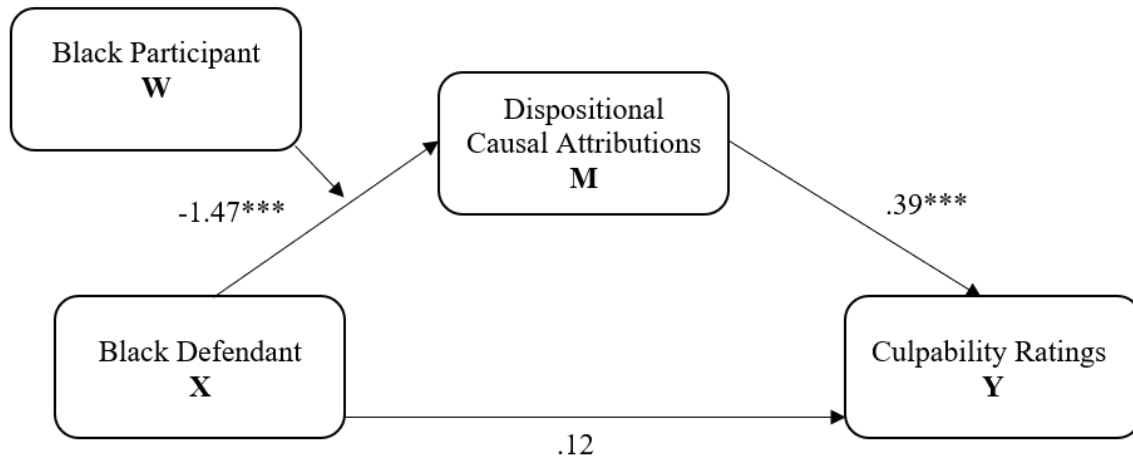 Black Participant
W
Dispositional
Causal Attributions
M
-1.47***
.39***
Black Defendant
X
Culpability Ratings
Y
.12